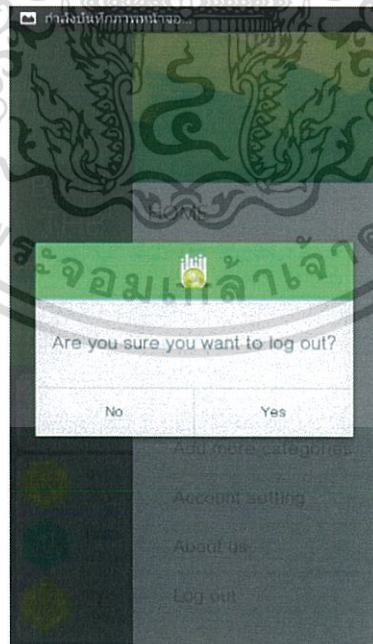 กำลังบันทึกภาพหน้าจอ...
HOME
Are you sure you want to log out?
No Yes
Add more categories
Account setting
About us
Log out